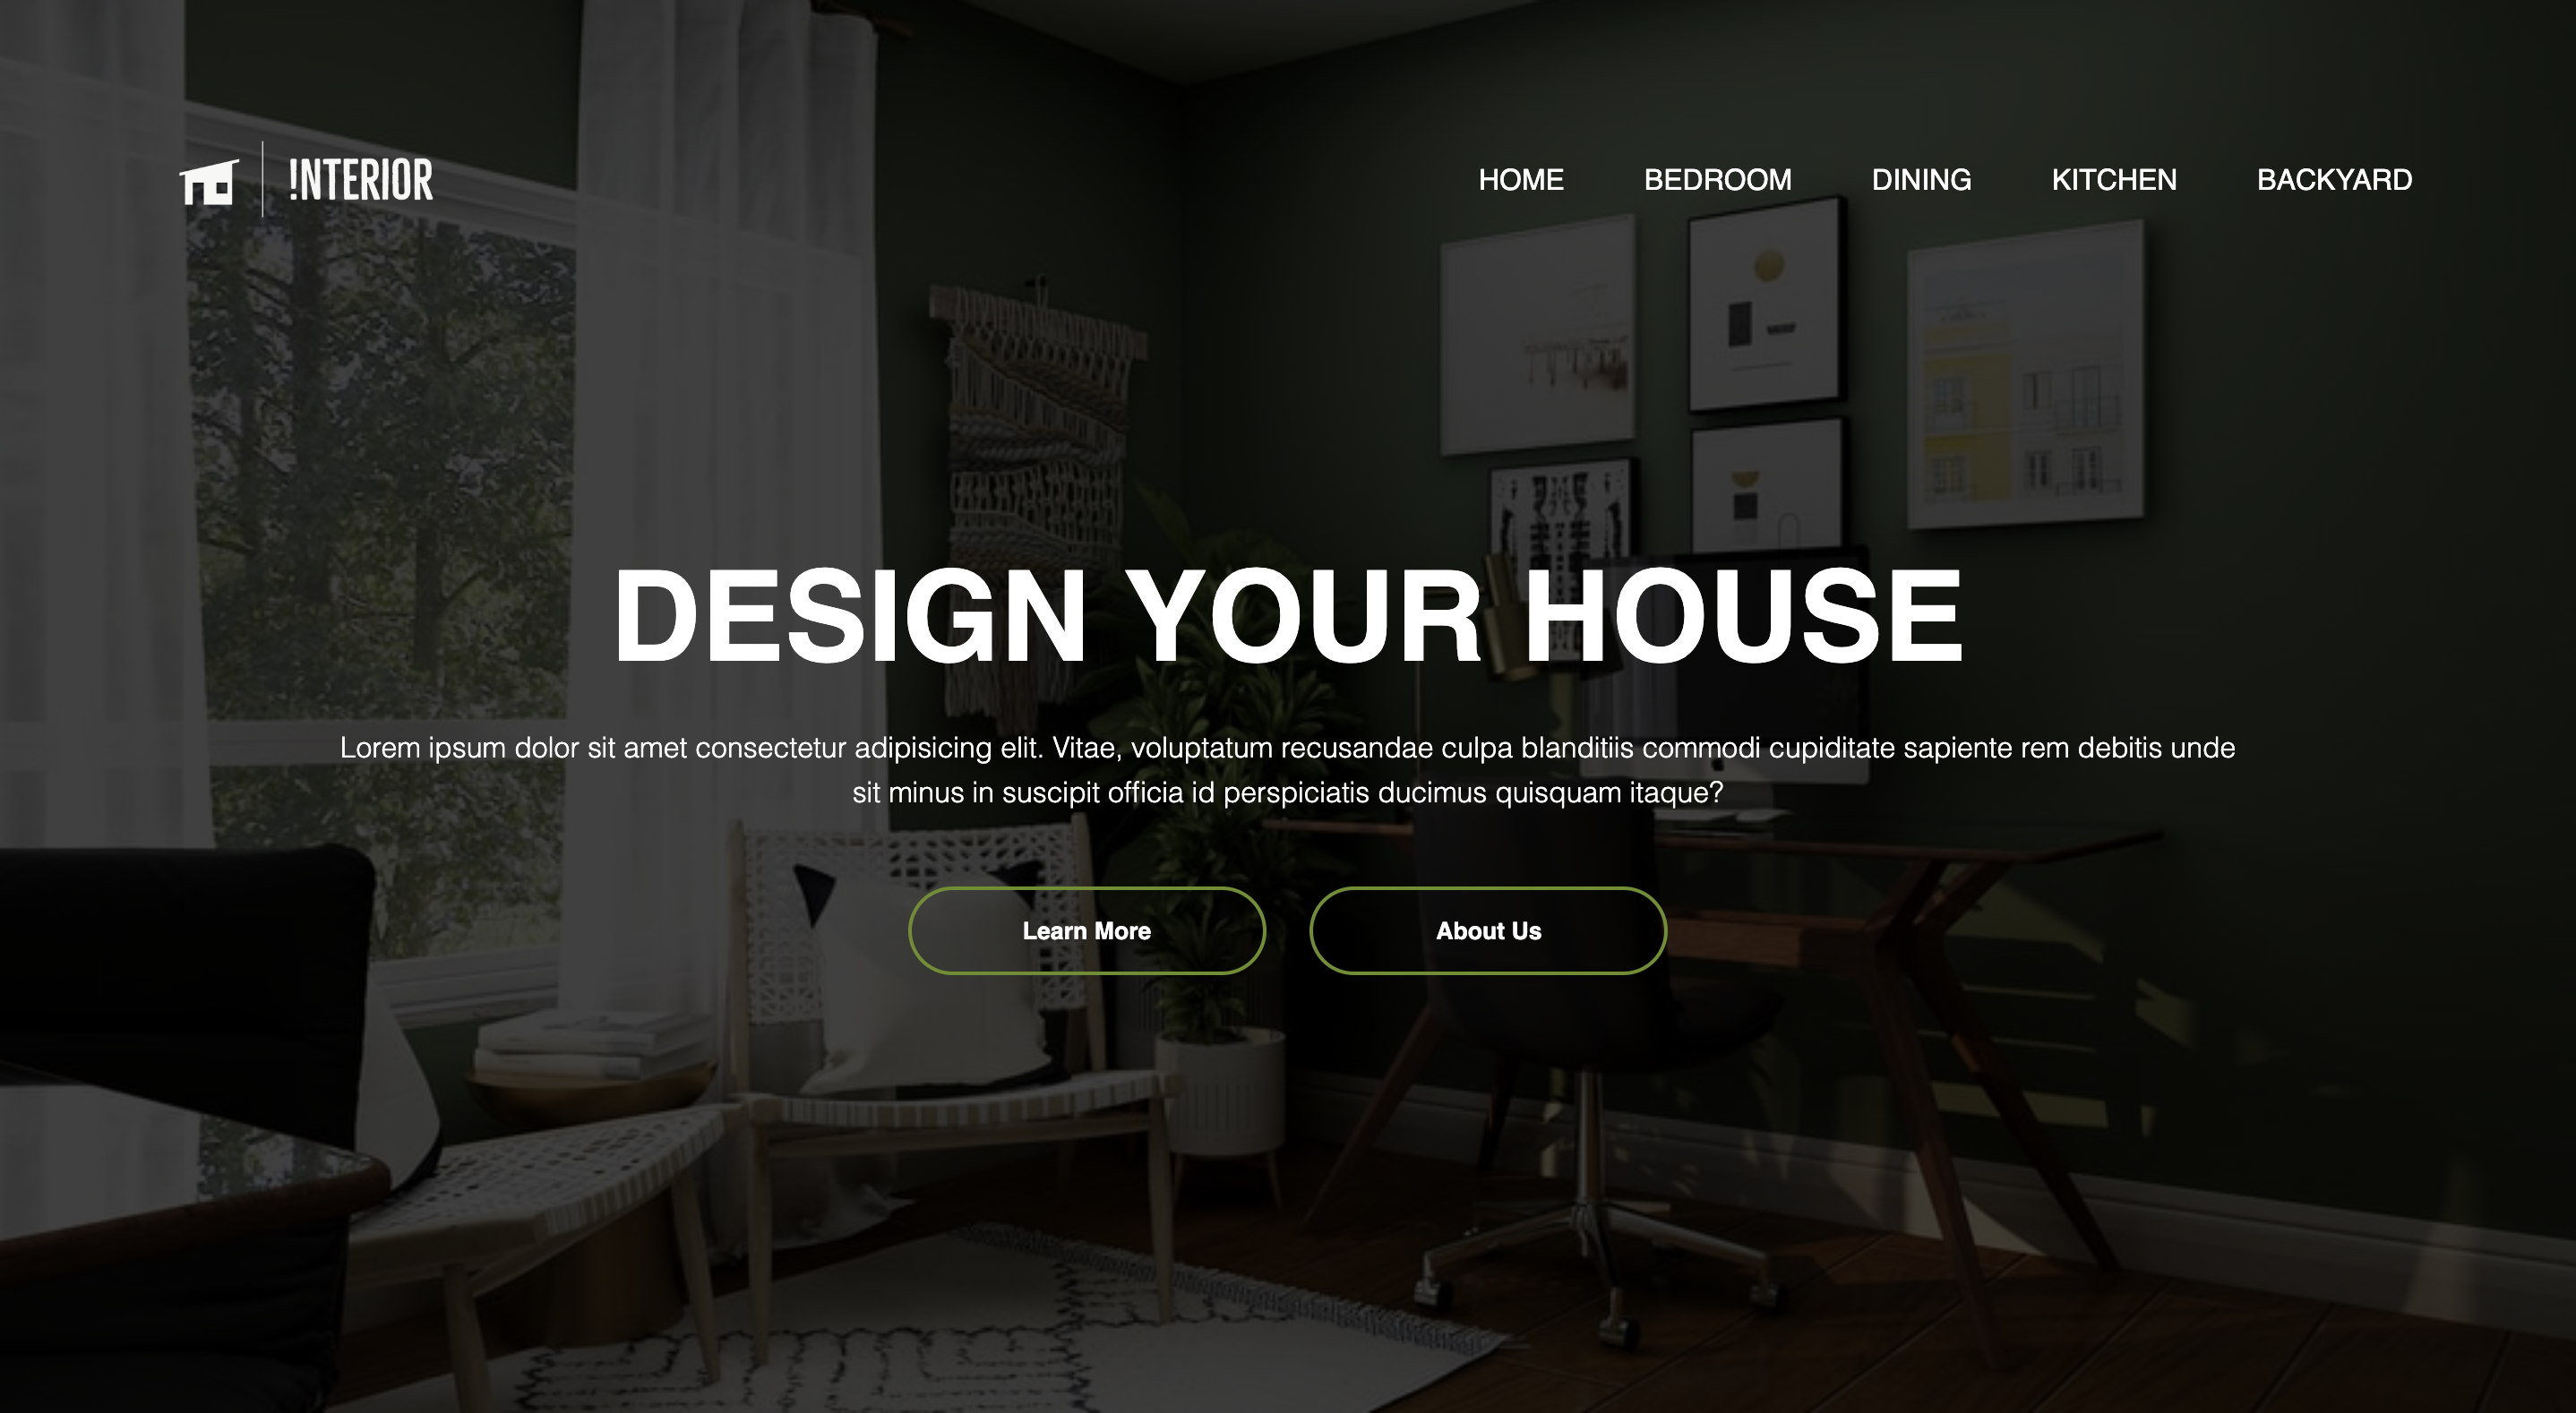 !NTERIOR
HOME BEDROOM DINING KITCHEN BACKYARD
DESIGN YOUR HOUSE
Lorem ipsum dolor sit amet consectetur adipisicing elit. Vitae, voluptatum recusandae culpa blanditiis commodi cupiditate sapiente rem debitis unde
sit minus in suscipit officia id perspiciatis ducimus quisquam itaque?
Learn More
About Us